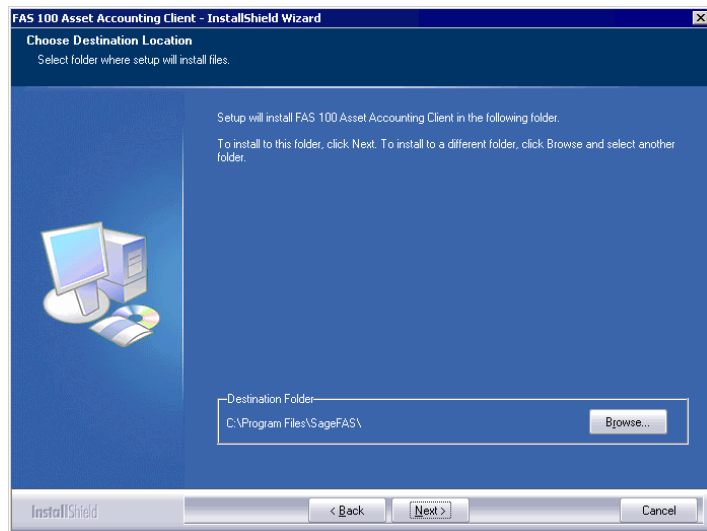 FAS 100 Asset Accounting Client - InstallShield Wizard
Choose Destination Location
Select folder where setup will install files.
Setup will install FAS 100 Asset Accounting Client in the following folder.
To install to this folder, click Next. To install to a different folder, click Browse and select another
folder.
Destination Folder
C:\Program Files\SageFAS\
Browse...
InstallShield
< Back
Next >
Cancel